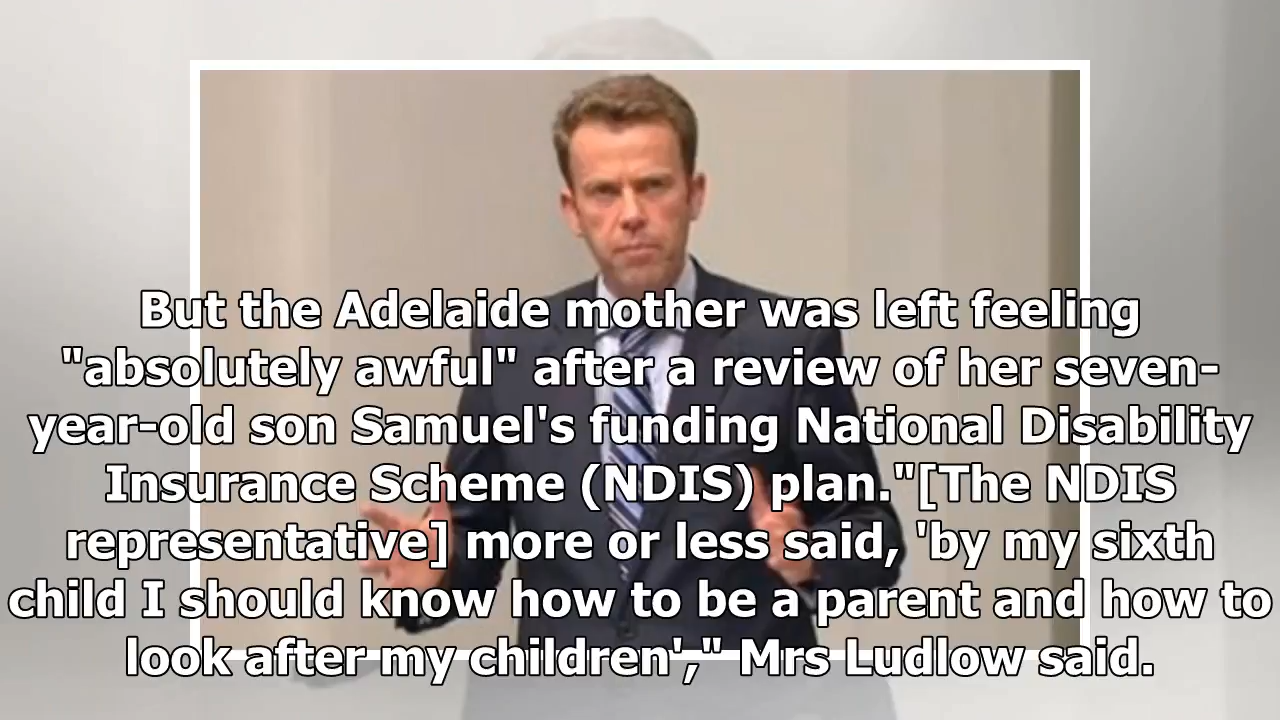 But the Adelaide mother was left feeling
"absolutely awful" after a review of her seven-
year-old son Samuel's funding National Disability
Insurance Scheme (NDIS) plan."[The NDIS
representative] more or less said, 'by my sixth
child I should know how to be a parent and how to
look after my children'," Mrs Ludlow said.